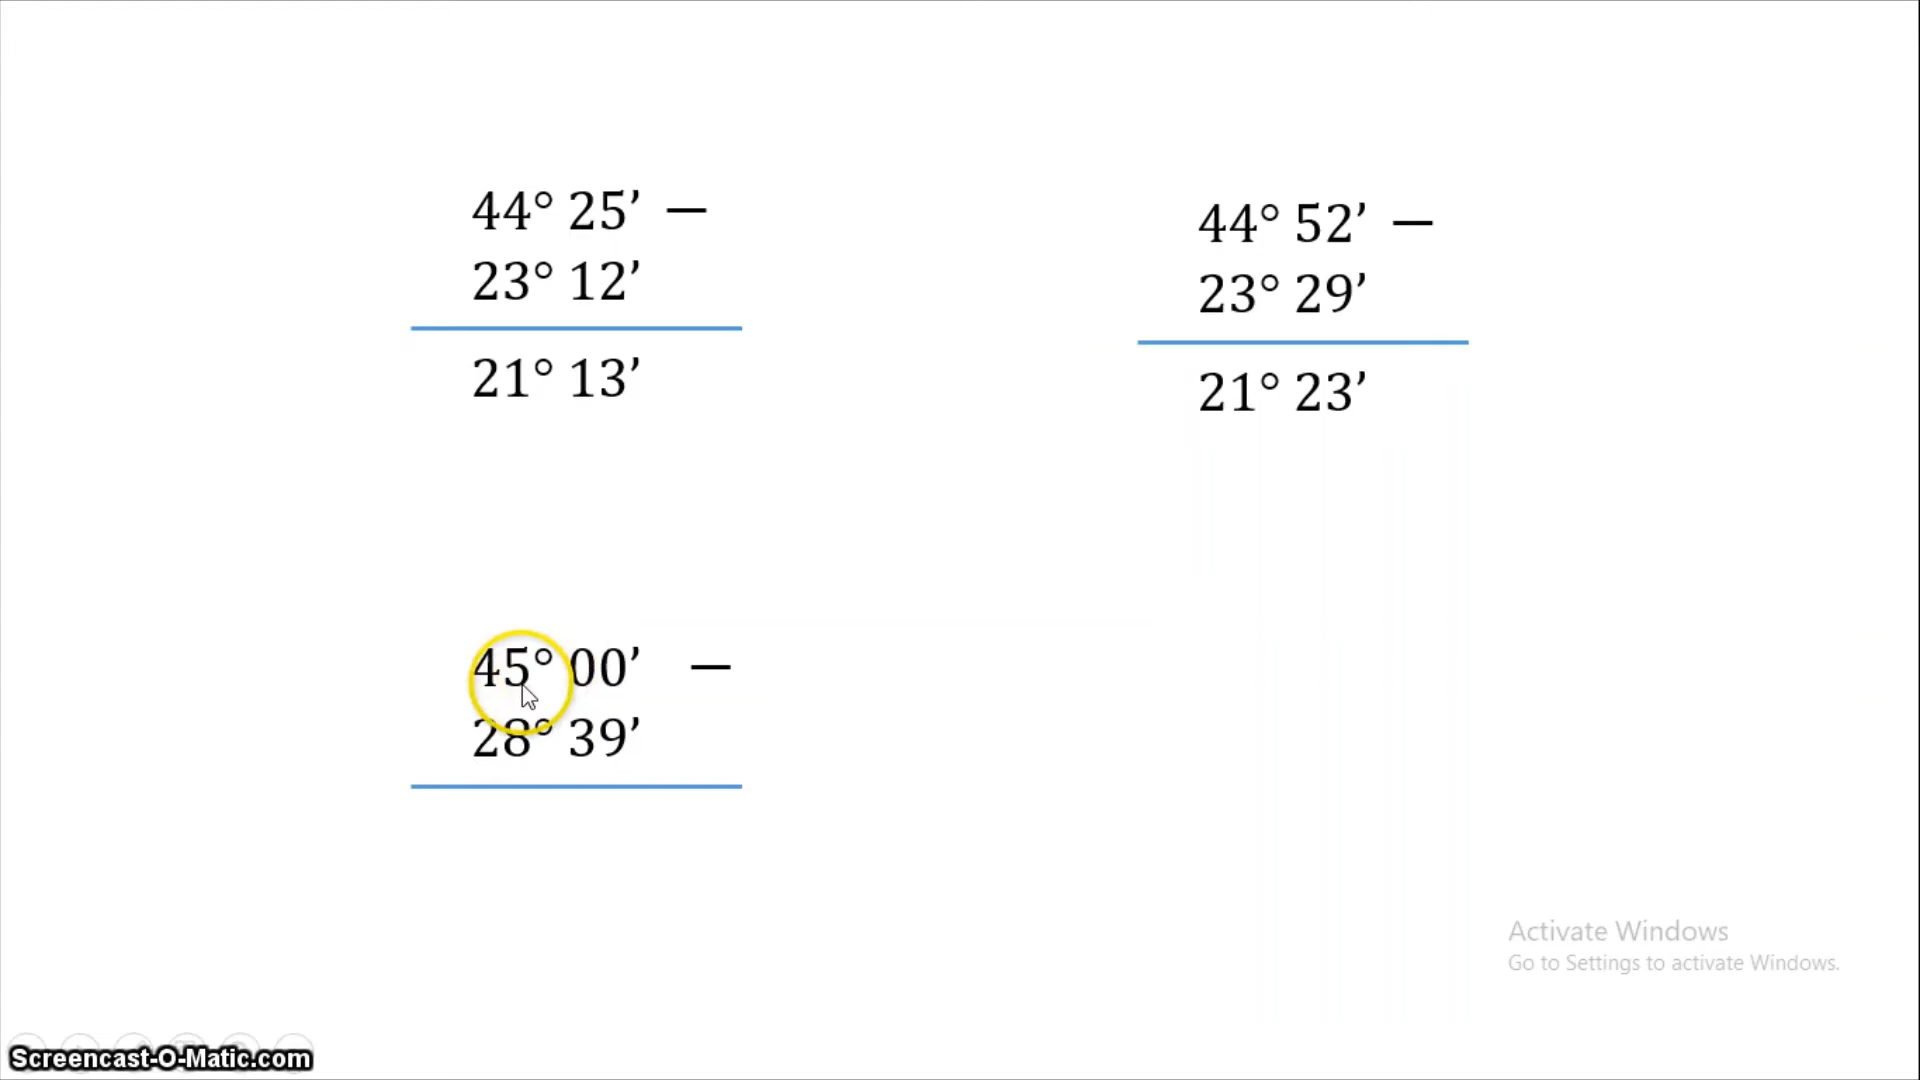 44° 25’ —
23° 12’
21° 13’
44° 52’ —
23° 29’
21° 23’
45° 00’ —
28° 39’
Activate Windows
Go to Settings to activate Windows.
Screencast-O-Matic.com